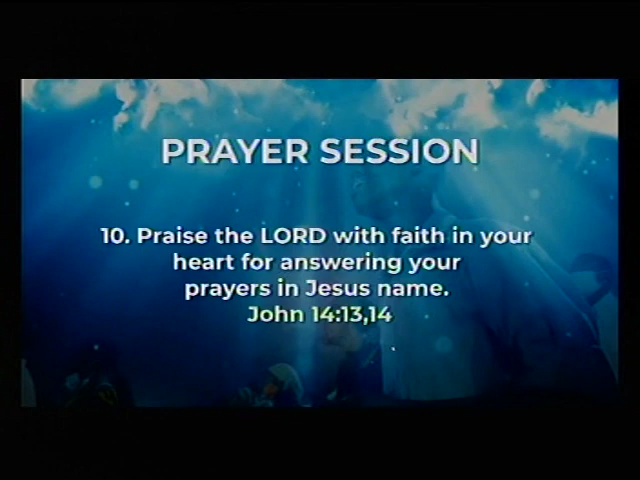 PRAYER SESSION
10. Praise the LORD with faith in your
heart for answering your
prayers in Jesus name.
John 14:13,14